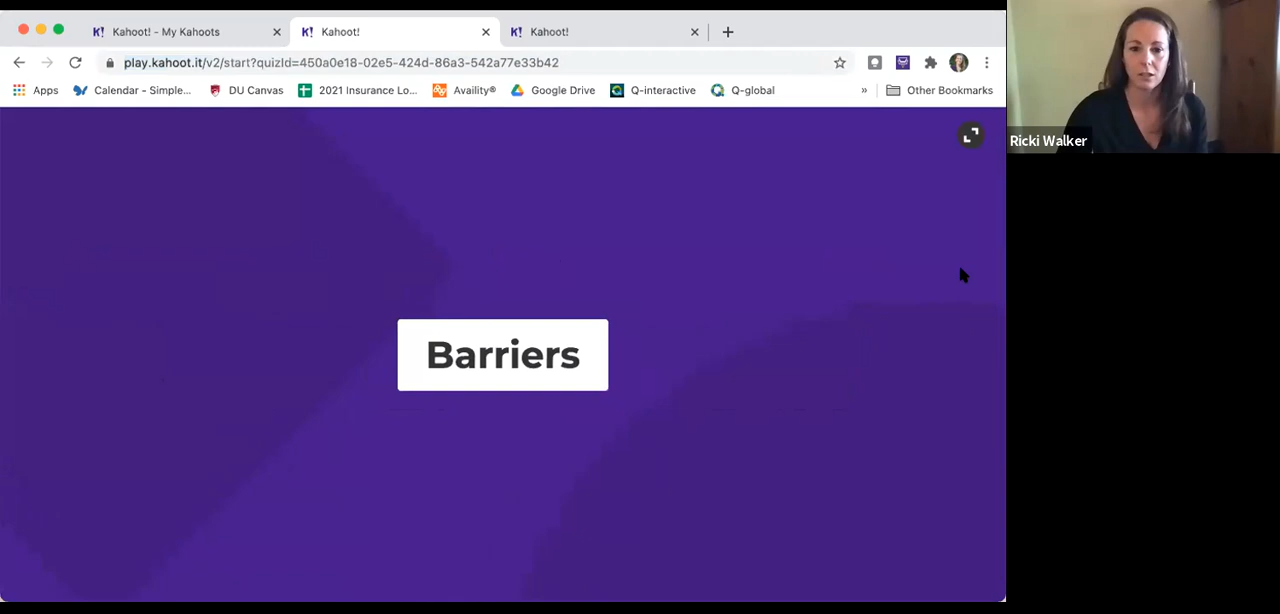 K! Kahoot! - My Kahoots
K! Kahoot!
K! Kahoot!
play.kahoot.it/v2/start?quizId=450a0e18-02e5-424d-86a3-542a77e33b42
Apps
Calendar - Simple...
DU Canvas
2021 Insurance Lo...
Availity®
Google Drive
Q-interactive
Q-global
»
Other Bookmarks
Ricki Walker
Barriers